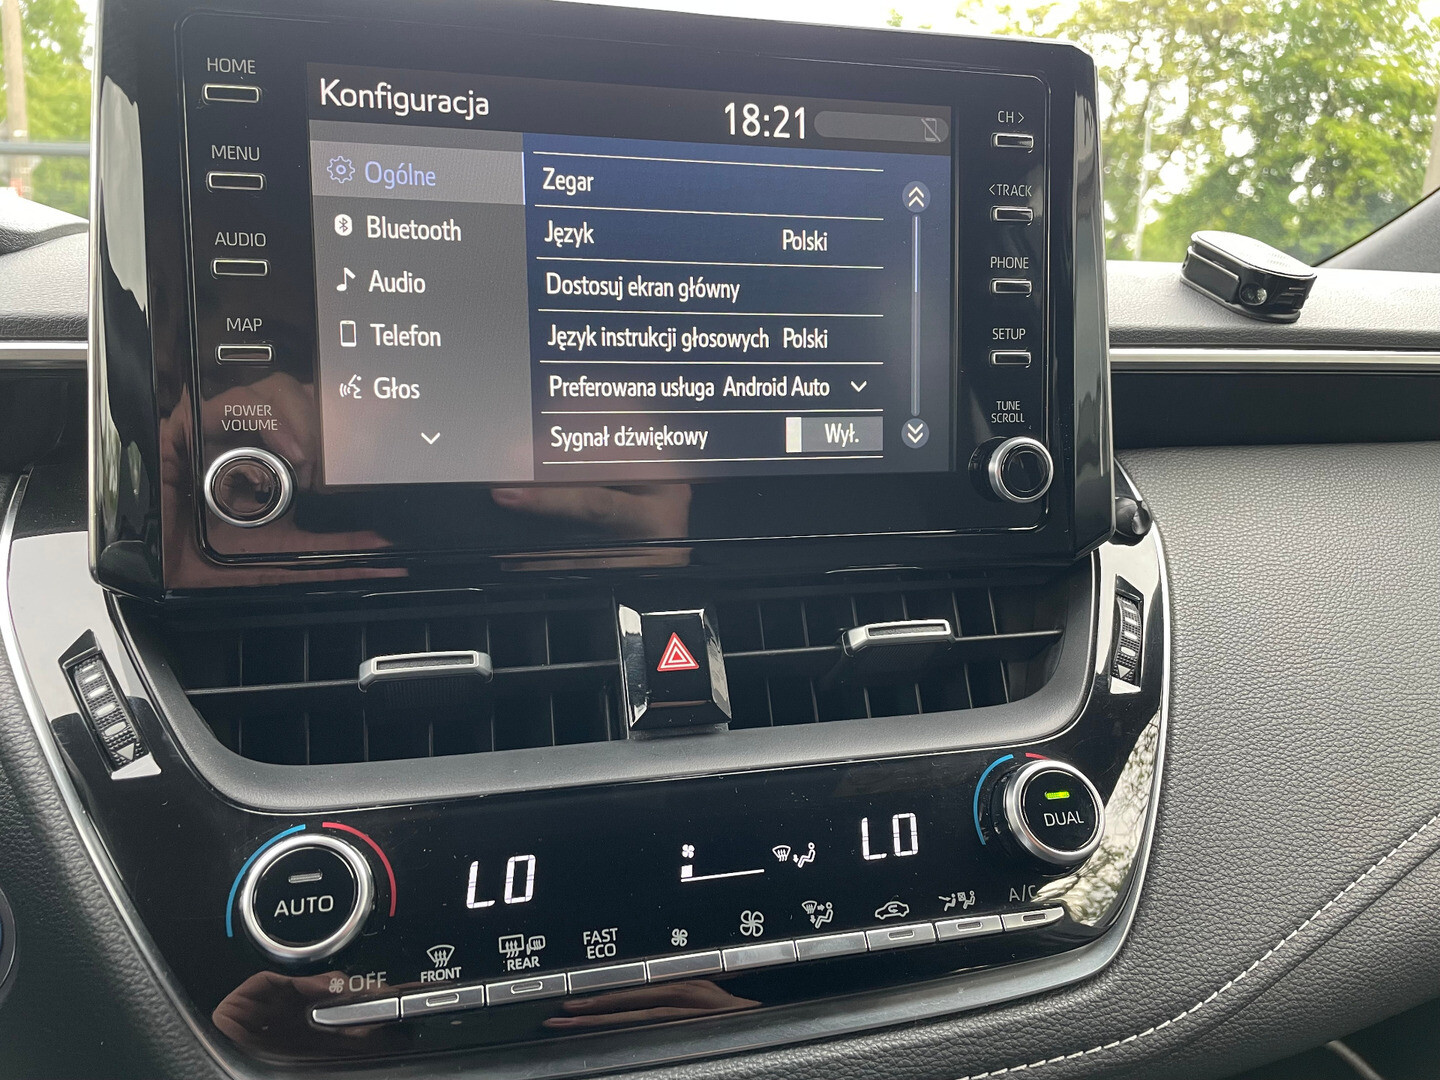 HOME
MENU
AUDIO
MAP
POWER
VOLUME
Konfiguracja
18:21
Ogólne
Bluetooth
Audio
Telefon
Głos
Zegar
Język Polski
Dostosuj ekran główny
Język instrukcji głosowych Polski
Preferowana usługa Android Auto
Sygnał dźwiękowy Wył.
CH >
<TRACK
PHONE
SETUP
TUNE
SCROLL
AUTO
LO
LO
DUAL
OFF
FRONT
REAR
FAST
ECO
A/C